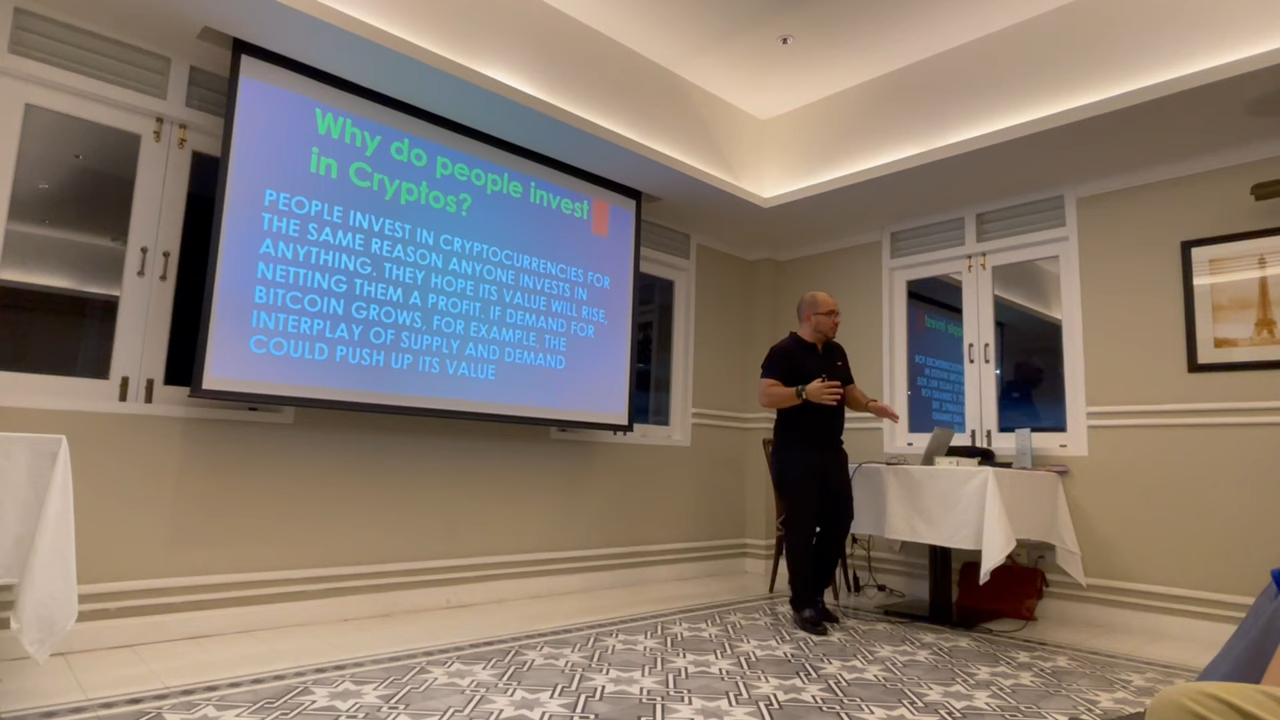 Why do people invest
in Cryptos?
PEOPLE INVEST IN CRYPTOCURRENCIES FOR
THE SAME REASON ANYONE INVESTS IN
ANYTHING. THEY HOPE ITS VALUE WILL RISE,
NETTING THEM A PROFIT. IF DEMAND FOR
BITCOIN GROWS, FOR EXAMPLE, THE
INTERPLAY OF SUPPLY AND DEMAND
COULD PUSH UP ITS VALUE